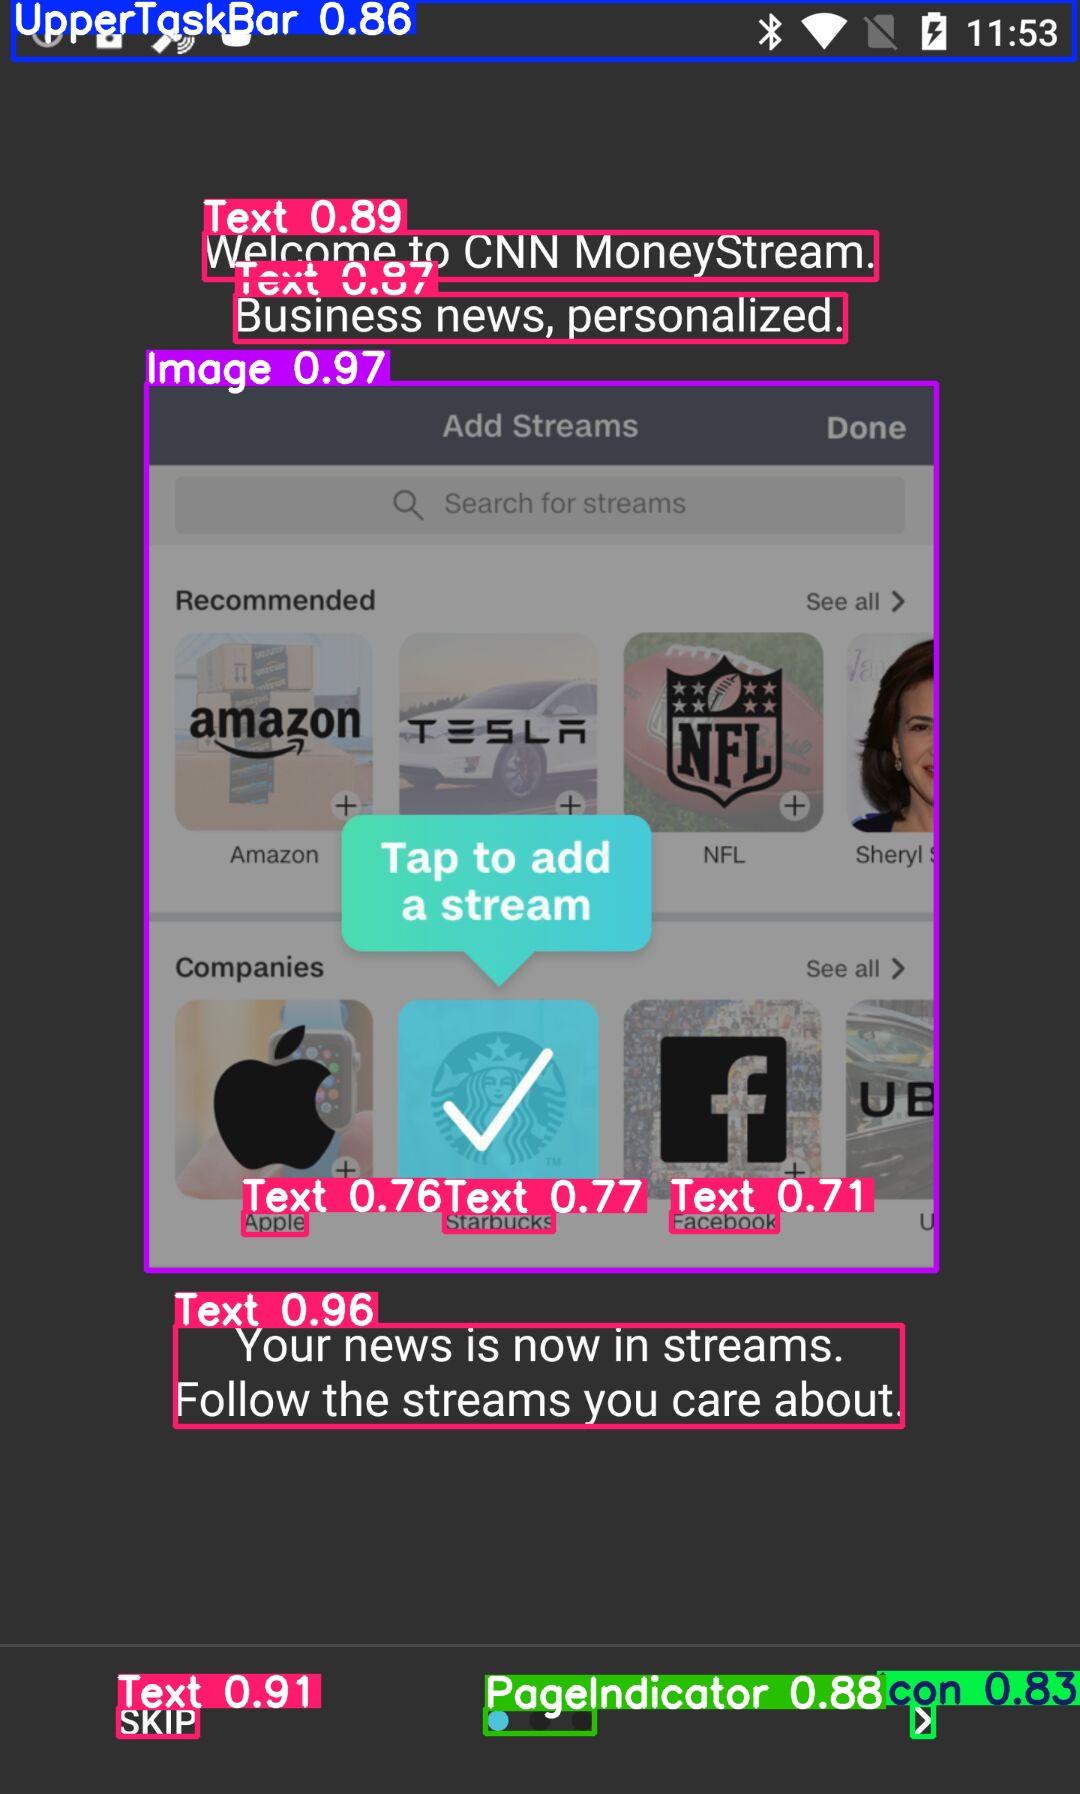 UpperTaskBar 0.86
11:53
Text 0.89
Welcome to CNN MoneyStream.
Text 0.87
Business news, personalized.
Image 0.97
Add Streams Done
Search for streams
Recommended See all
amazon TESLA NFL
Amazon NFL Sheryl
Tap to add
a stream
Companies See all
UB
TM
Text 0.76 Text 0.77 Text 0.71
Apple Starbucks Facebook U
Text 0.96
Your news is now in streams.
Follow the streams you care about.
Text 0.91 PageIndicator 0.88 Icon 0.83
SKIP